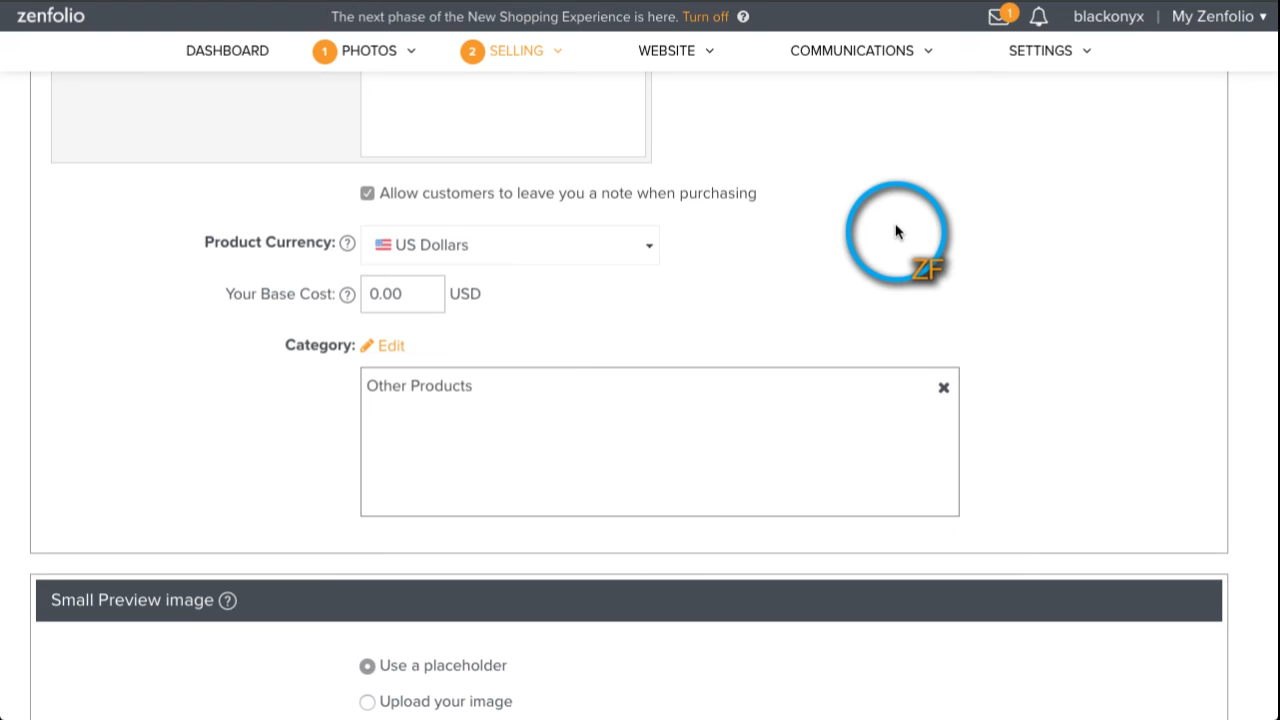 zenfolio
The next phase of the New Shopping Experience is here. Turn off ?
1
blackonyx | My Zenfolio ▾
DASHBOARD
1 PHOTOS
2 SELLING
WEBSITE
COMMUNICATIONS
SETTINGS
Allow customers to leave you a note when purchasing
Product Currency: ? US Dollars
ZF
Your Base Cost: ? 0.00 USD
Category: Edit
Other Products
Small Preview image ?
Use a placeholder
Upload your image